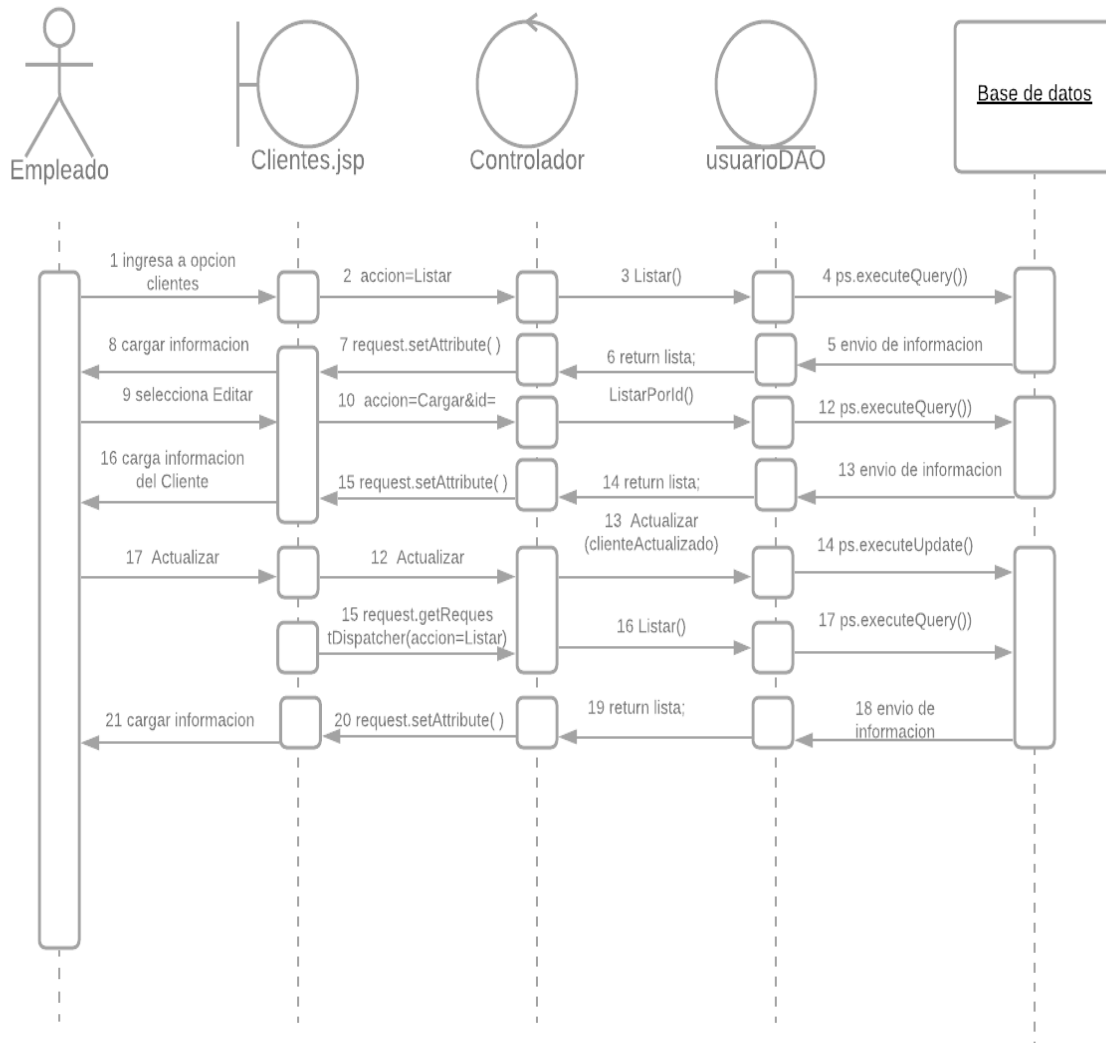 Empleado
Clientes.jsp
Controlador
usuarioDAO
Base de datos
1 ingresa a opcion
clientes
2 accion=Listar
3 Listar()
4 ps.executeQuery())
8 cargar informacion
7 request.setAttribute( )
6 return lista;
5 envio de informacion
9 selecciona Editar
10 accion=Cargar&id=
ListarPorId()
12 ps.executeQuery())
16 carga informacion
del Cliente
15 request.setAttribute( )
14 return lista;
13 envio de informacion
17 Actualizar
12 Actualizar
13 Actualizar
(clienteActualizado)
14 ps.executeUpdate()
15 request.getReques
tDispatcher(accion=Listar)
16 Listar()
17 ps.executeQuery())
21 cargar informacion
20 request.setAttribute( )
19 return lista;
18 envio de
informacion